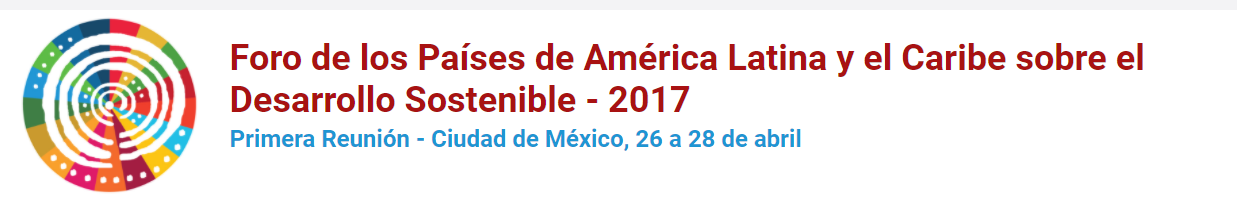 Foro de los Países de América Latina y el Caribe sobre el
Desarrollo Sostenible - 2017
Primera Reunión - Ciudad de México, 26 a 28 de abril